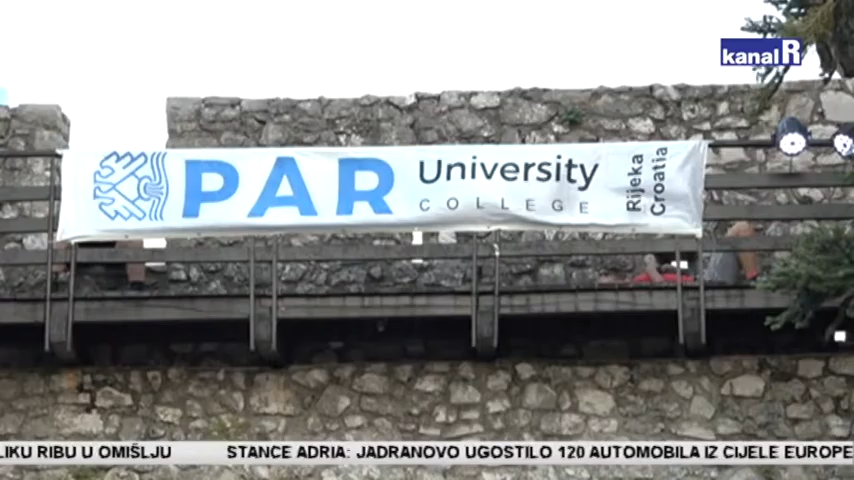 kanal R
PAR University
COLLEGE
Rijeka
Croatia
LIKU RIBU U OMIŠLJU STANCE ADRIA: JADRANOVO UGOSTILO 120 AUTOMOBILA IZ CIJELE EUROPE